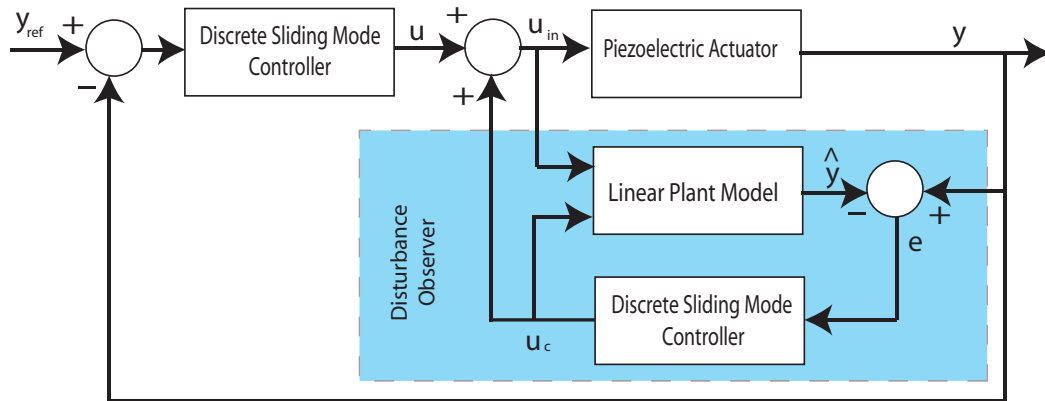 y_ref
+
−
Discrete Sliding Mode
Controller
u
+
+
u_in
Piezoelectric Actuator
y
Linear Plant Model
ŷ
−
+
e
Disturbance
Observer
Discrete Sliding Mode
Controller
u_c